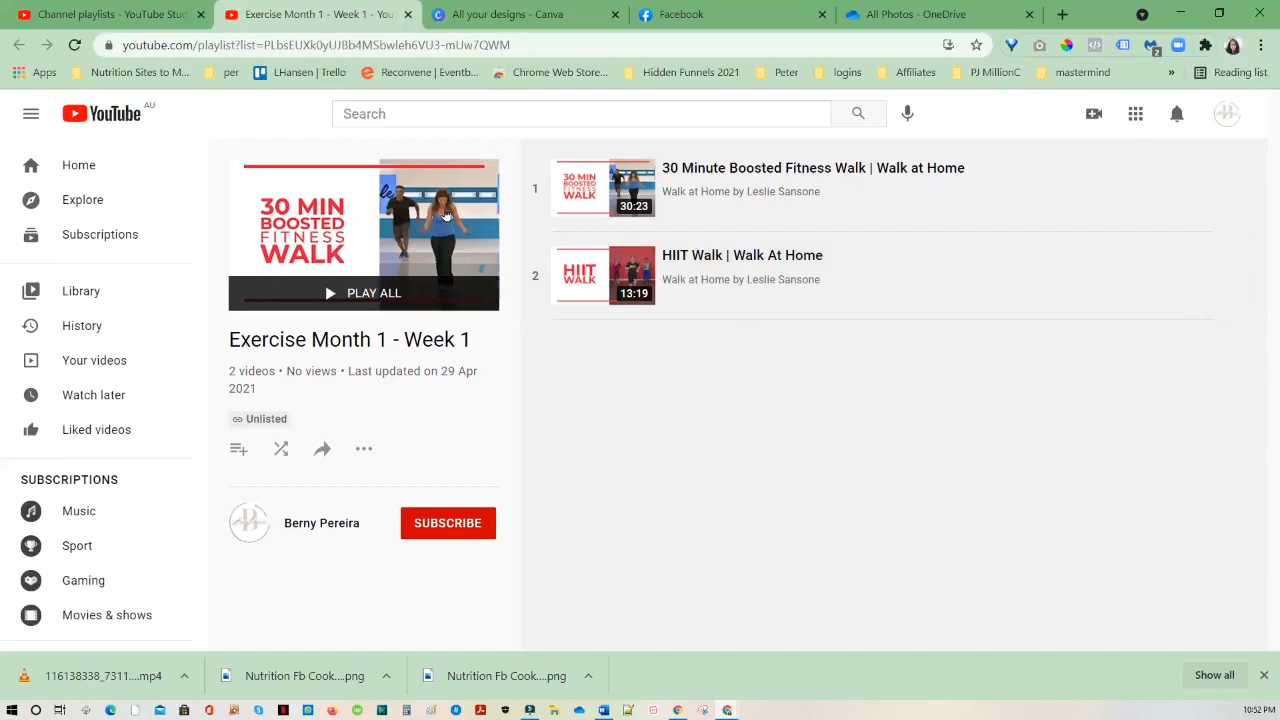 Channel content - YouTube Stud
Exercise Month 1 - Week 1 - You
All your designs - Canva
Facebook
All Photos - OneDrive
youtube.com/playlist?list=PLbsEUXk0yUJBb4MSbwleh6VU3-mUw7QWM
2
Apps
Nutrition Sites to M...
per
LHansen | Trello
Reconvene | Eventb...
Chrome Web Store...
Hidden Funnels 2021
Peter
logins
Affiliates
PJ MillionC
mastermind
»
Reading list
YouTube AU
Search
Home
Explore
Subscriptions
Library
History
Your videos
Watch later
Liked videos
SUBSCRIPTIONS
Music
Sport
Gaming
Movies & shows
30 MIN
BOOSTED
FITNESS
WALK
PLAY ALL
Exercise Month 1 - Week 1
2 videos • No views • Last updated on 29 Apr
2021
Unlisted
Berny Pereira
SUBSCRIBE
1
30 MIN
BOOSTED
FITNESS
WALK
30:23
30 Minute Boosted Fitness Walk | Walk at Home
Walk at Home by Leslie Sansone
2
HIIT
WALK
13:19
HIIT Walk | Walk At Home
Walk at Home by Leslie Sansone
116138338_7311....mp4
Nutrition Fb Cook....png
Nutrition Fb Cook....png
Show all
10:52 PM